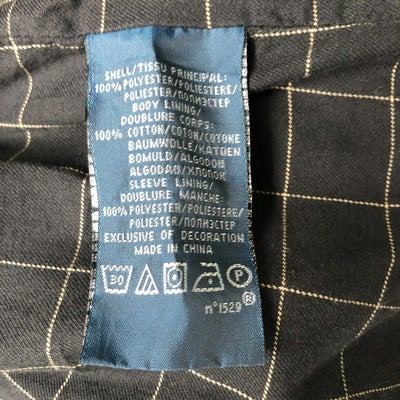 SHELL/TISSU PRINCIPAL:
100% POLYESTER/POLIESTERE/
POLIESTER/ПОЛИЭСТЕР
BODY LINING/
DOUBLURE CORPS:
100% COTTON/COTON/COTONE
BAUMWOLLE/KATOEN
BOMULD/ALGODON
ALGODAO/ХЛОПОК
SLEEVE LINING/
DOUBLURE MANCHE:
100% POLYESTER/POLIESTERE/
POLIESTER/ПОЛИЭСТЕР
EXCLUSIVE OF DECORATION
MADE IN CHINA
30 P
n°1529 ®